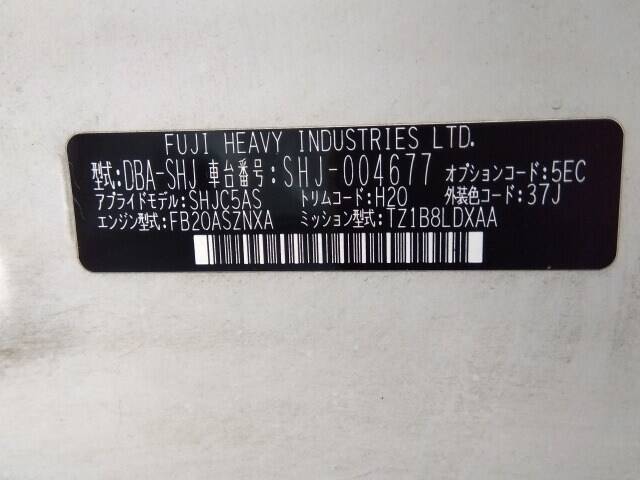 FUJI HEAVY INDUSTRIES LTD.
型式:DBA-SHJ 車台番号:SHJ-004677 オプションコード:5EC
アプライドモデル:SHJC5AS トリムコード:H20 外装色コード:37J
エンジン型式:FB20ASZNXA ミッション型式:TZ1B8LDXAA